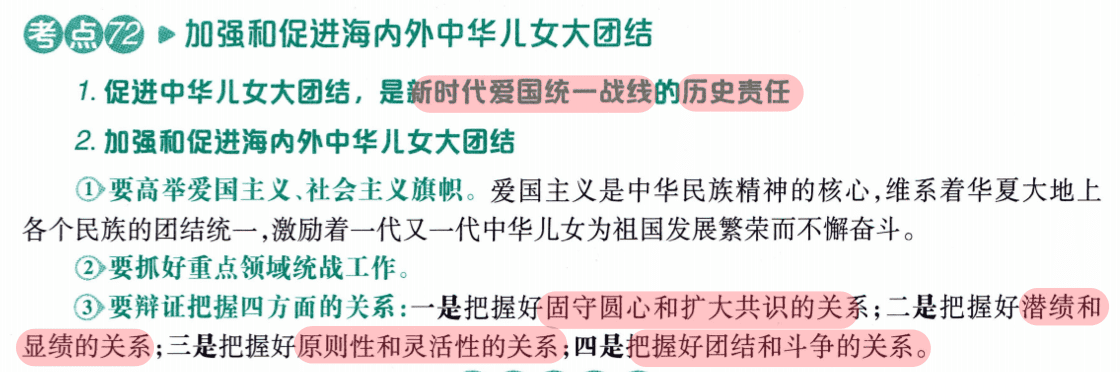 考点72 ▶ 加强和促进海内外中华儿女大团结
1. 促进中华儿女大团结，是新时代爱国统一战线的历史责任
2. 加强和促进海内外中华儿女大团结
①要高举爱国主义、社会主义旗帜。爱国主义是中华民族精神的核心，维系着华夏大地上
各个民族的团结统一，激励着一代又一代中华儿女为祖国发展繁荣而不懈奋斗。
②要抓好重点领域统战工作。
③要辩证把握四方面的关系：一是把握好固守圆心和扩大共识的关系；二是把握好潜绩和
显绩的关系；三是把握好原则性和灵活性的关系；四是把握好团结和斗争的关系。